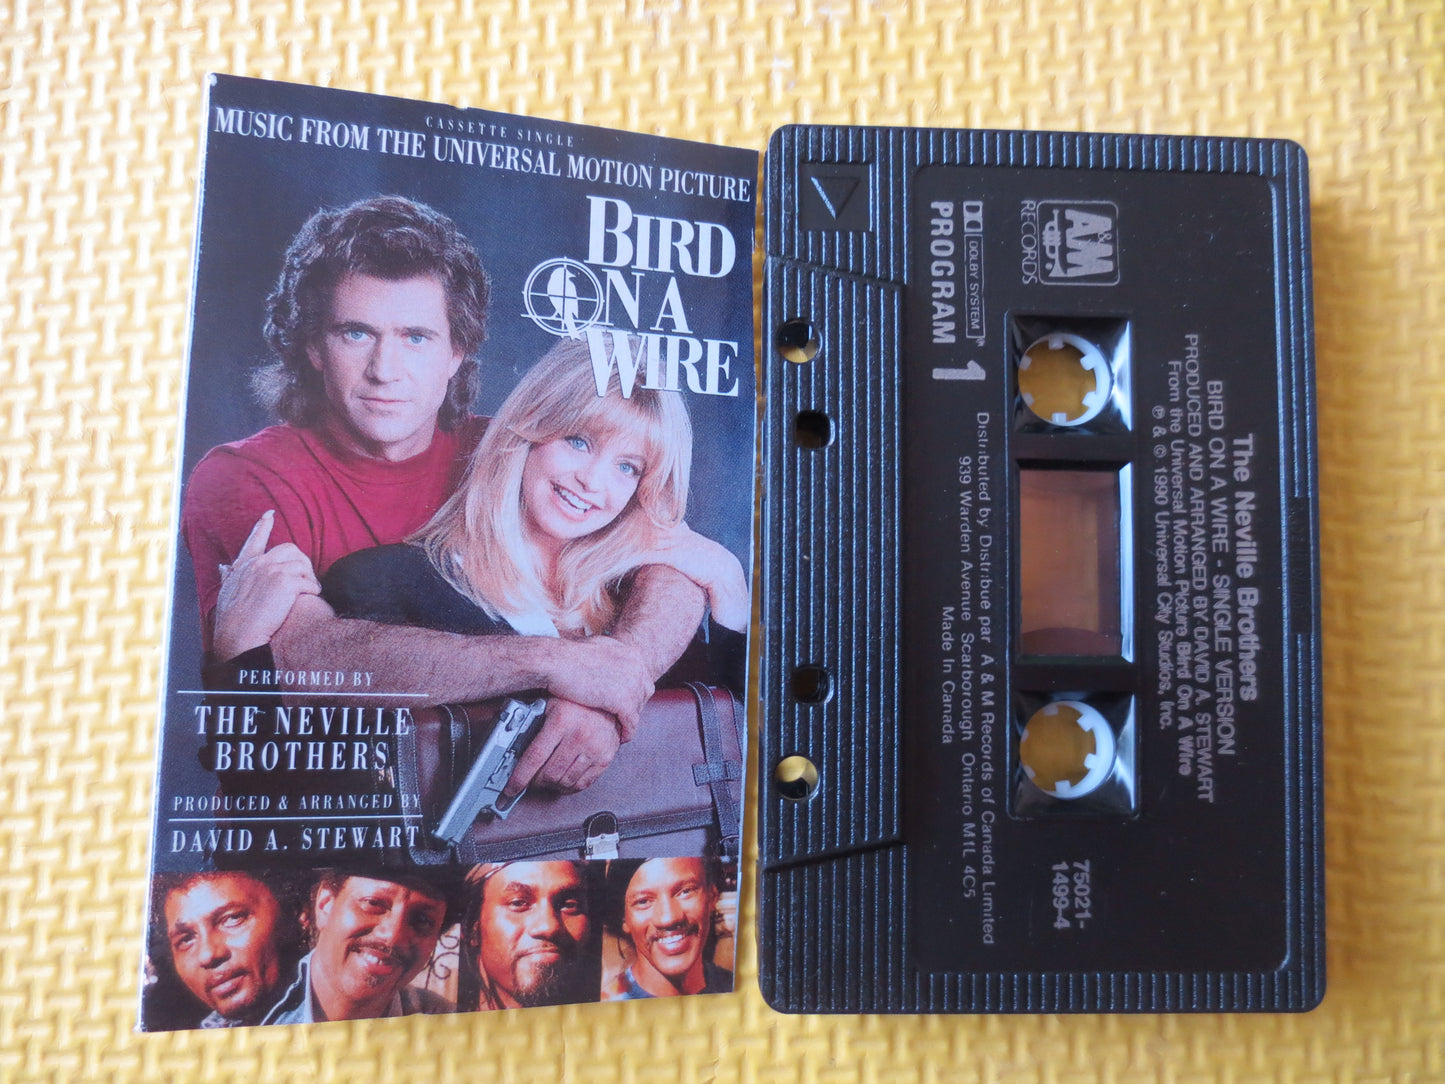 CASSETTE SINGLE
MUSIC FROM THE UNIVERSAL MOTION PICTURE
BIRD
ON A
WIRE
PERFORMED BY
THE NEVILLE
BROTHERS
PRODUCED & ARRANGED BY
DAVID A. STEWART
The Neville Brothers
BIRD ON A WIRE - SINGLE VERSION
PRODUCED AND ARRANGED BY DAVID A. STEWART
From the Universal Motion Picture Bird On A Wire
℗ & © 1990 Universal City Studios, Inc.
A&M
RECORDS
DOLBY SYSTEM
PROGRAM 1
75021-
1499-4
Distributed by Distribue par A & M Records of Canada Limited
939 Warden Avenue Scarborough Ontario M1L 4C5
Made In Canada